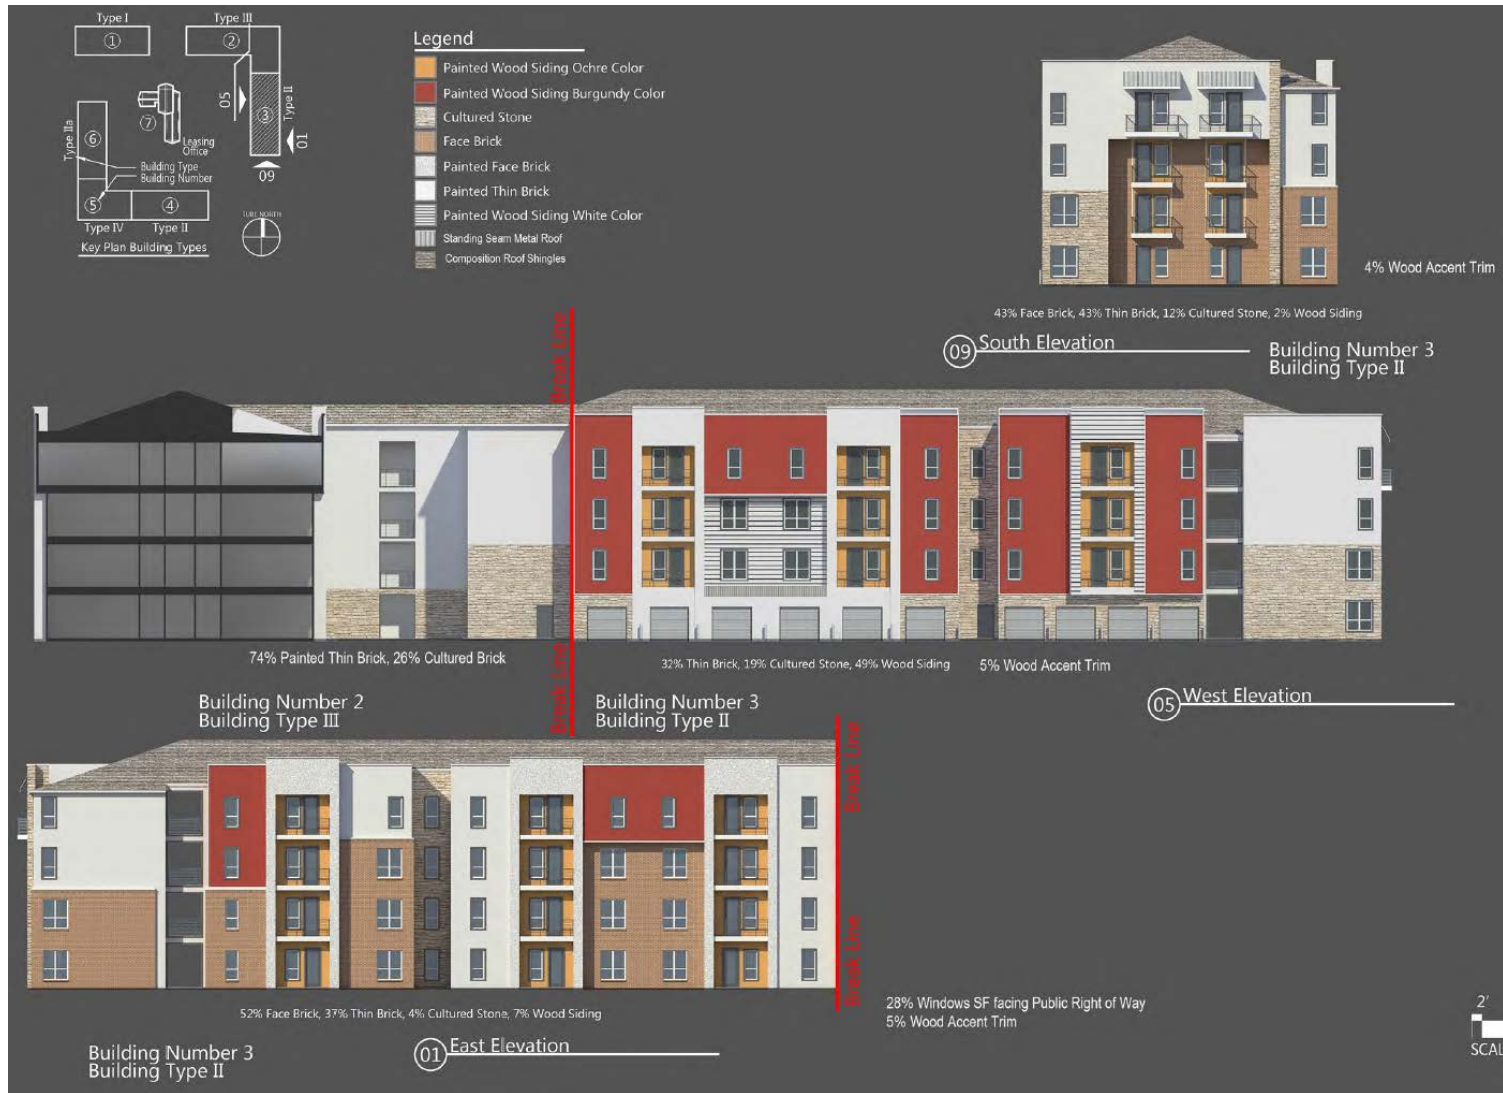 Type I
Type III
①
②
05
③
Type II
01
09
Type IIa
⑥
⑦
Leasing
Office
Building Type
Building Number
⑤
④
Type IV
Type II
Key Plan Building Types
TURE NORTH
Legend
Painted Wood Siding Ochre Color
Painted Wood Siding Burgundy Color
Cultured Stone
Face Brick
Painted Face Brick
Painted Thin Brick
Painted Wood Siding White Color
Standing Seam Metal Roof
Composition Roof Shingles
4% Wood Accent Trim
43% Face Brick, 43% Thin Brick, 12% Cultured Stone, 2% Wood Siding
09 South Elevation
Building Number 3
Building Type II
Break Line
Break Line
74% Painted Thin Brick, 26% Cultured Brick
32% Thin Brick, 19% Cultured Stone, 49% Wood Siding
5% Wood Accent Trim
Building Number 2
Building Type III
Building Number 3
Building Type II
05 West Elevation
Break Line
Break Line
52% Face Brick, 37% Thin Brick, 4% Cultured Stone, 7% Wood Siding
28% Windows SF facing Public Right of Way
5% Wood Accent Trim
Building Number 3
Building Type II
01 East Elevation
2'
SCAL